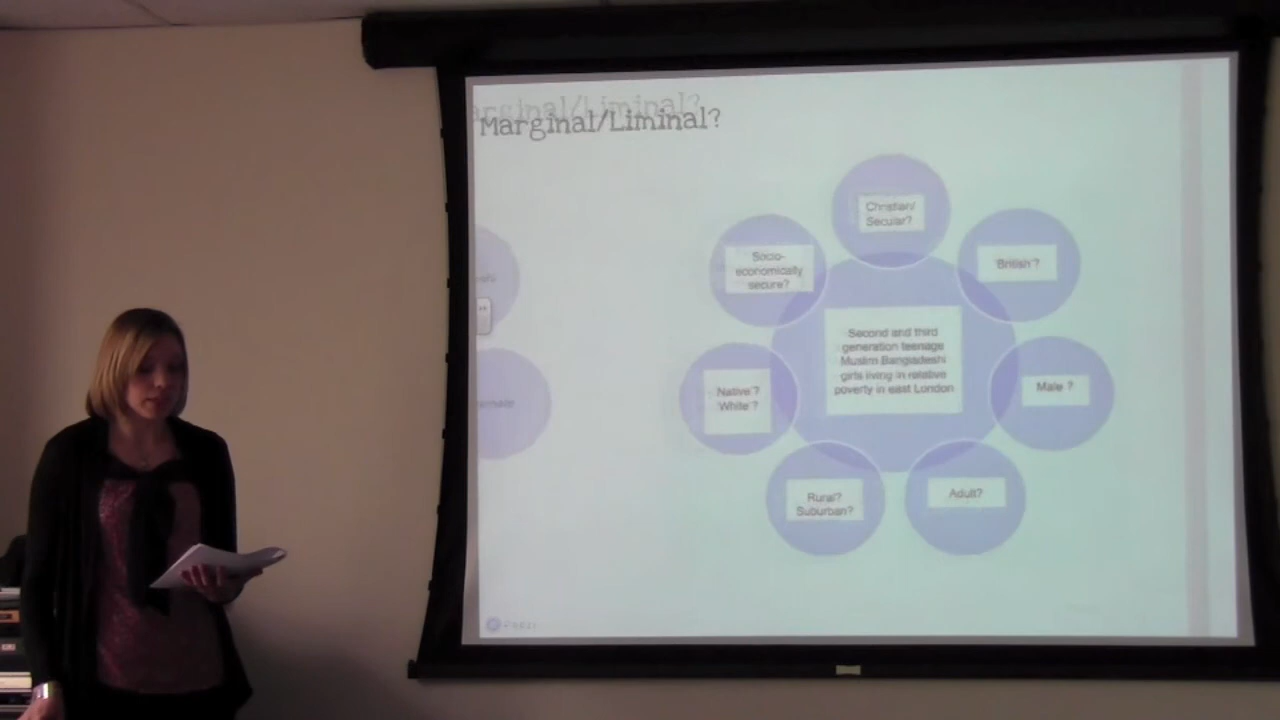 Marginal/Liminal?
Christian/
Secular?
Socio-
economically
secure?
'British'?
Second and third
generation teenage
Muslim Bangladeshi
girls living in relative
poverty in east London
Native'?
'White'?
Male ?
Rural?
Suburban?
Adult?
Prezi